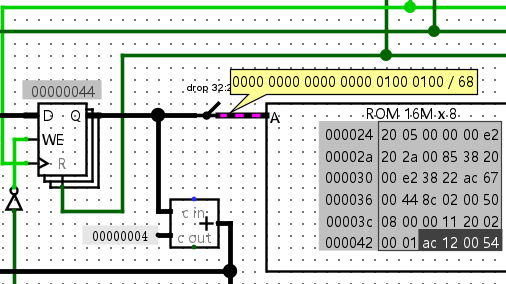 0000 0000 0000 0000 0100 0100 / 68
drop 32:2
00000044
D Q
WE
R
A
ROM 16M x 8
000024 20 05 00 00 00 e2
00002a 20 2a 00 85 38 20
000030 00 e2 38 22 ac 67
000036 00 44 8c 02 00 50
00003c 08 00 00 11 20 02
000042 00 01 ac 12 00 54
c in
+
c out
00000004